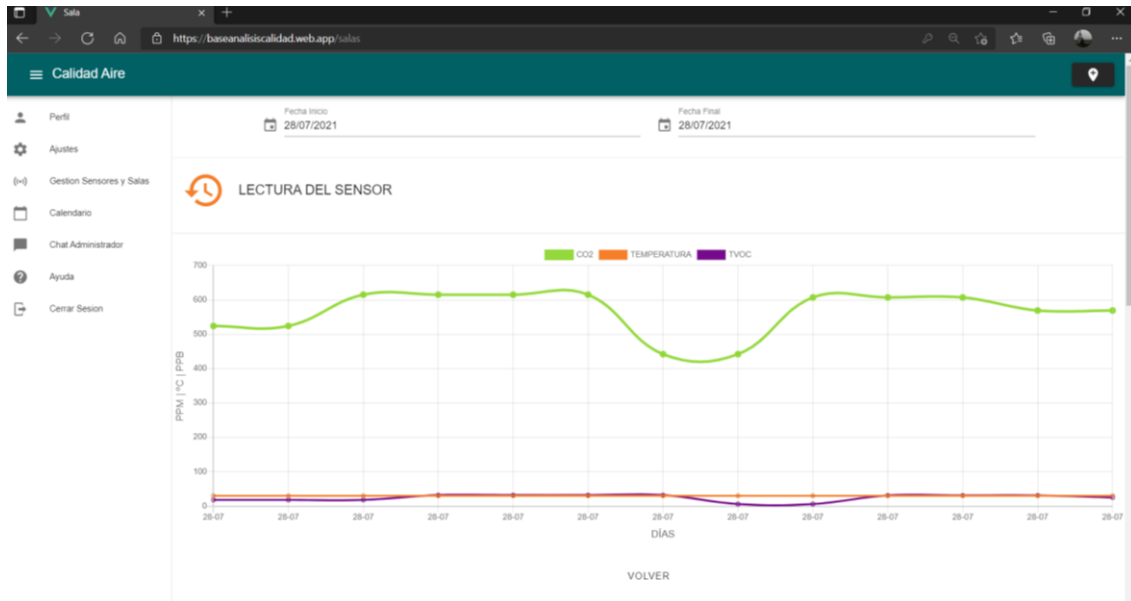 Sala
https://baseanalisiscalidad.web.app/salas
Calidad Aire
Perfil
Ajustes
Gestion Sensores y Salas
Calendario
Chat Administrador
Ayuda
Cerrar Sesion
Fecha Inicio
28/07/2021
Fecha Final
28/07/2021
LECTURA DEL SENSOR
CO2 TEMPERATURA TVOC
PPM | ºC | PPB
700
600
500
400
300
200
100
0
28-07 28-07 28-07 28-07 28-07 28-07 28-07 28-07 28-07 28-07 28-07 28-07 28-07
DÍAS
VOLVER